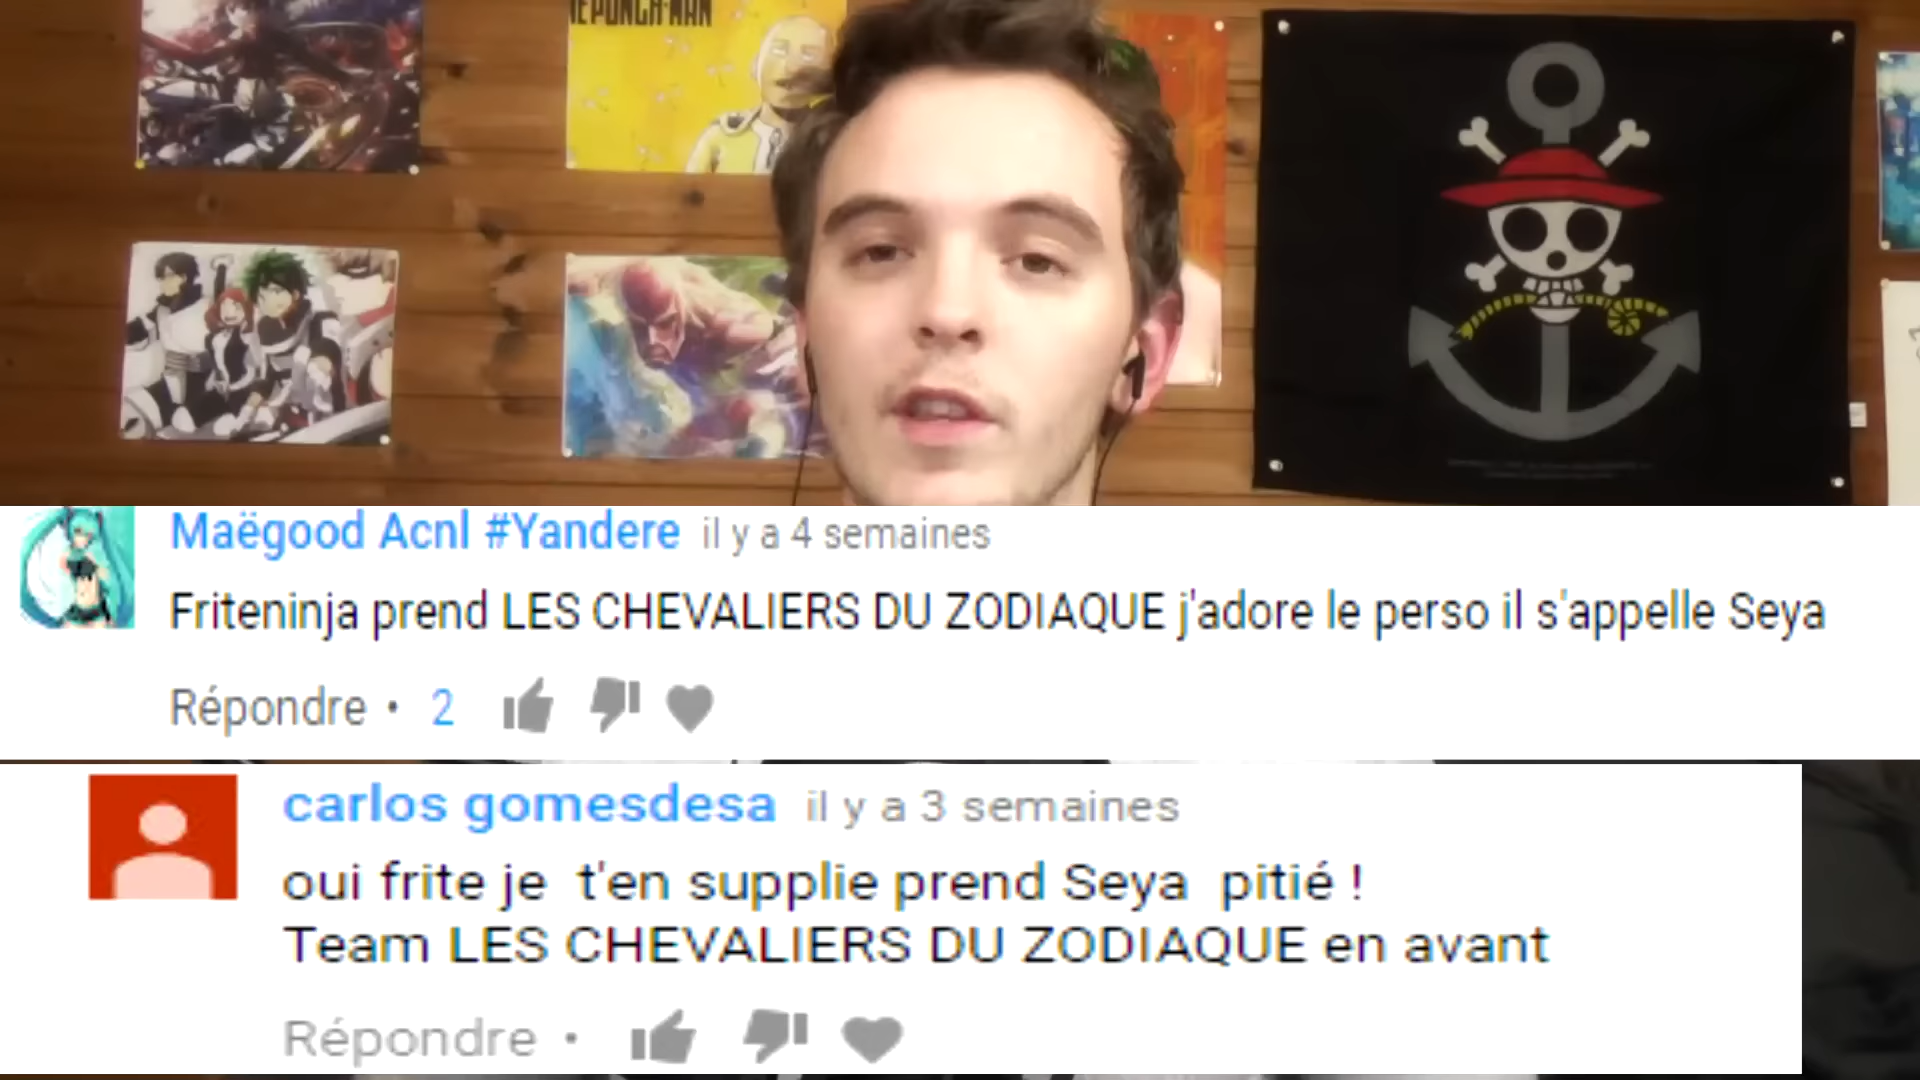 PUNCH-MAN
Maëgood Acnl #Yandere il y a 4 semaines
Friteninja prend LES CHEVALIERS DU ZODIAQUE j'adore le perso il s'appelle Seya
Répondre • 2
carlos gomesdesa il y a 3 semaines
oui frite je t'en supplie prend Seya pitié !
Team LES CHEVALIERS DU ZODIAQUE en avant
Répondre •